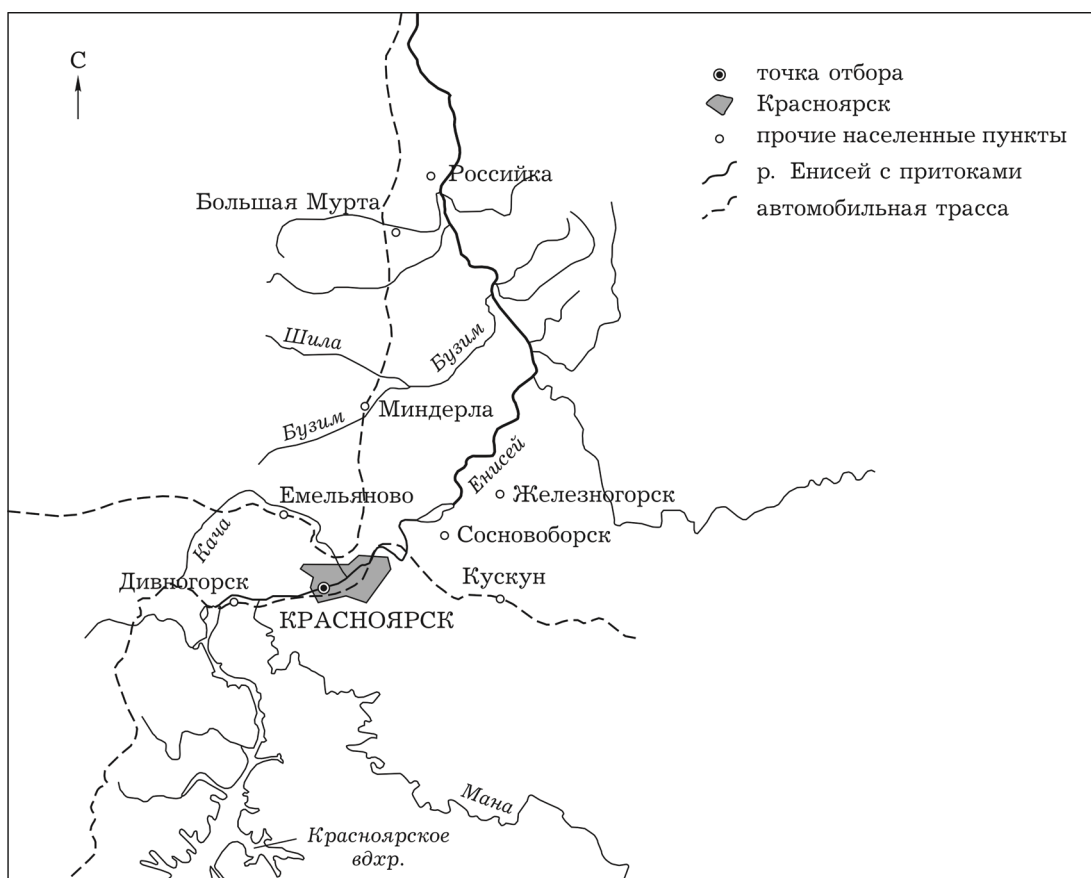 С
точка отбора
Красноярск
прочие населенные пункты
р. Енисей с притоками
автомобильная трасса
Российка
Большая Мурта
Шила
Бузим
Бузим
Миндерла
Енисей
Железногорск
Емельяново
Кача
Сосновоборск
Дивногорск
Кускун
КРАСНОЯРСК
Мана
Красноярское
вдхр.